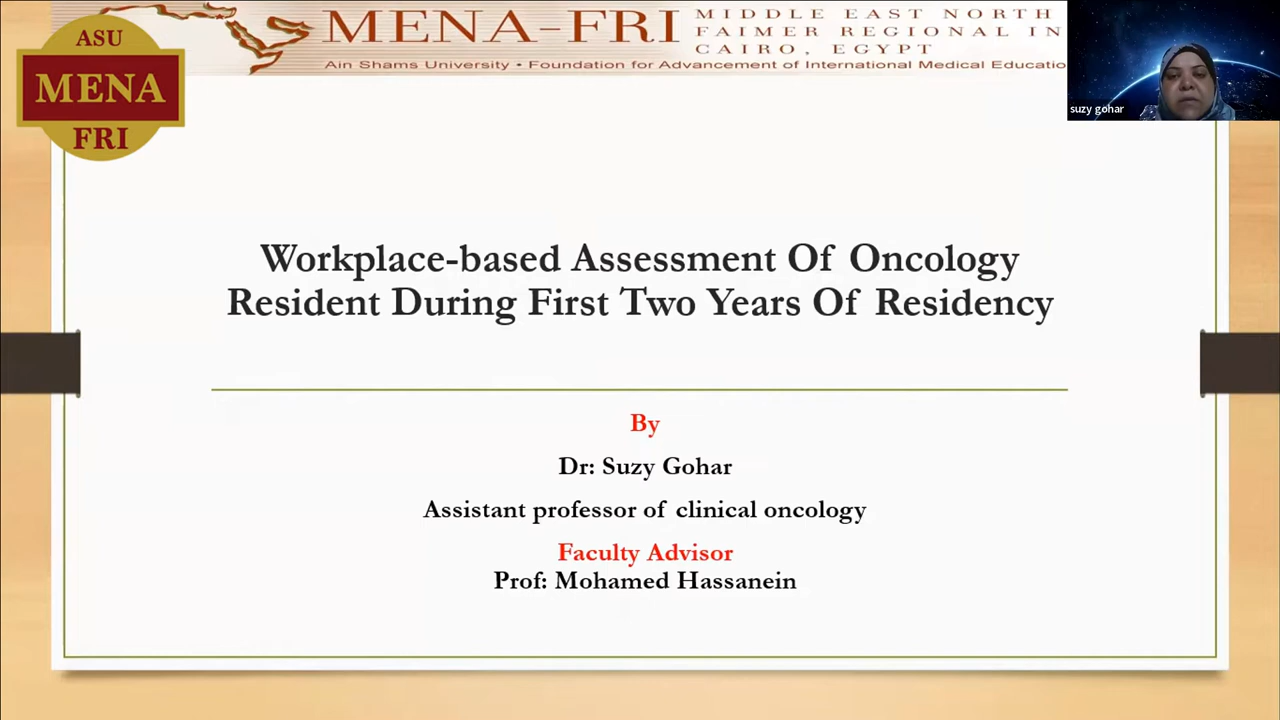 ASU
MENA
FRI
MENA-FRI
MIDDLE EAST NORTH
FAIMER REGIONAL IN
CAIRO, EGYPT
Ain Shams University • Foundation for Advancement of International Medical Educatio
suzy gohar
Workplace-based Assessment Of Oncology
Resident During First Two Years Of Residency
By
Dr: Suzy Gohar
Assistant professor of clinical oncology
Faculty Advisor
Prof: Mohamed Hassanein